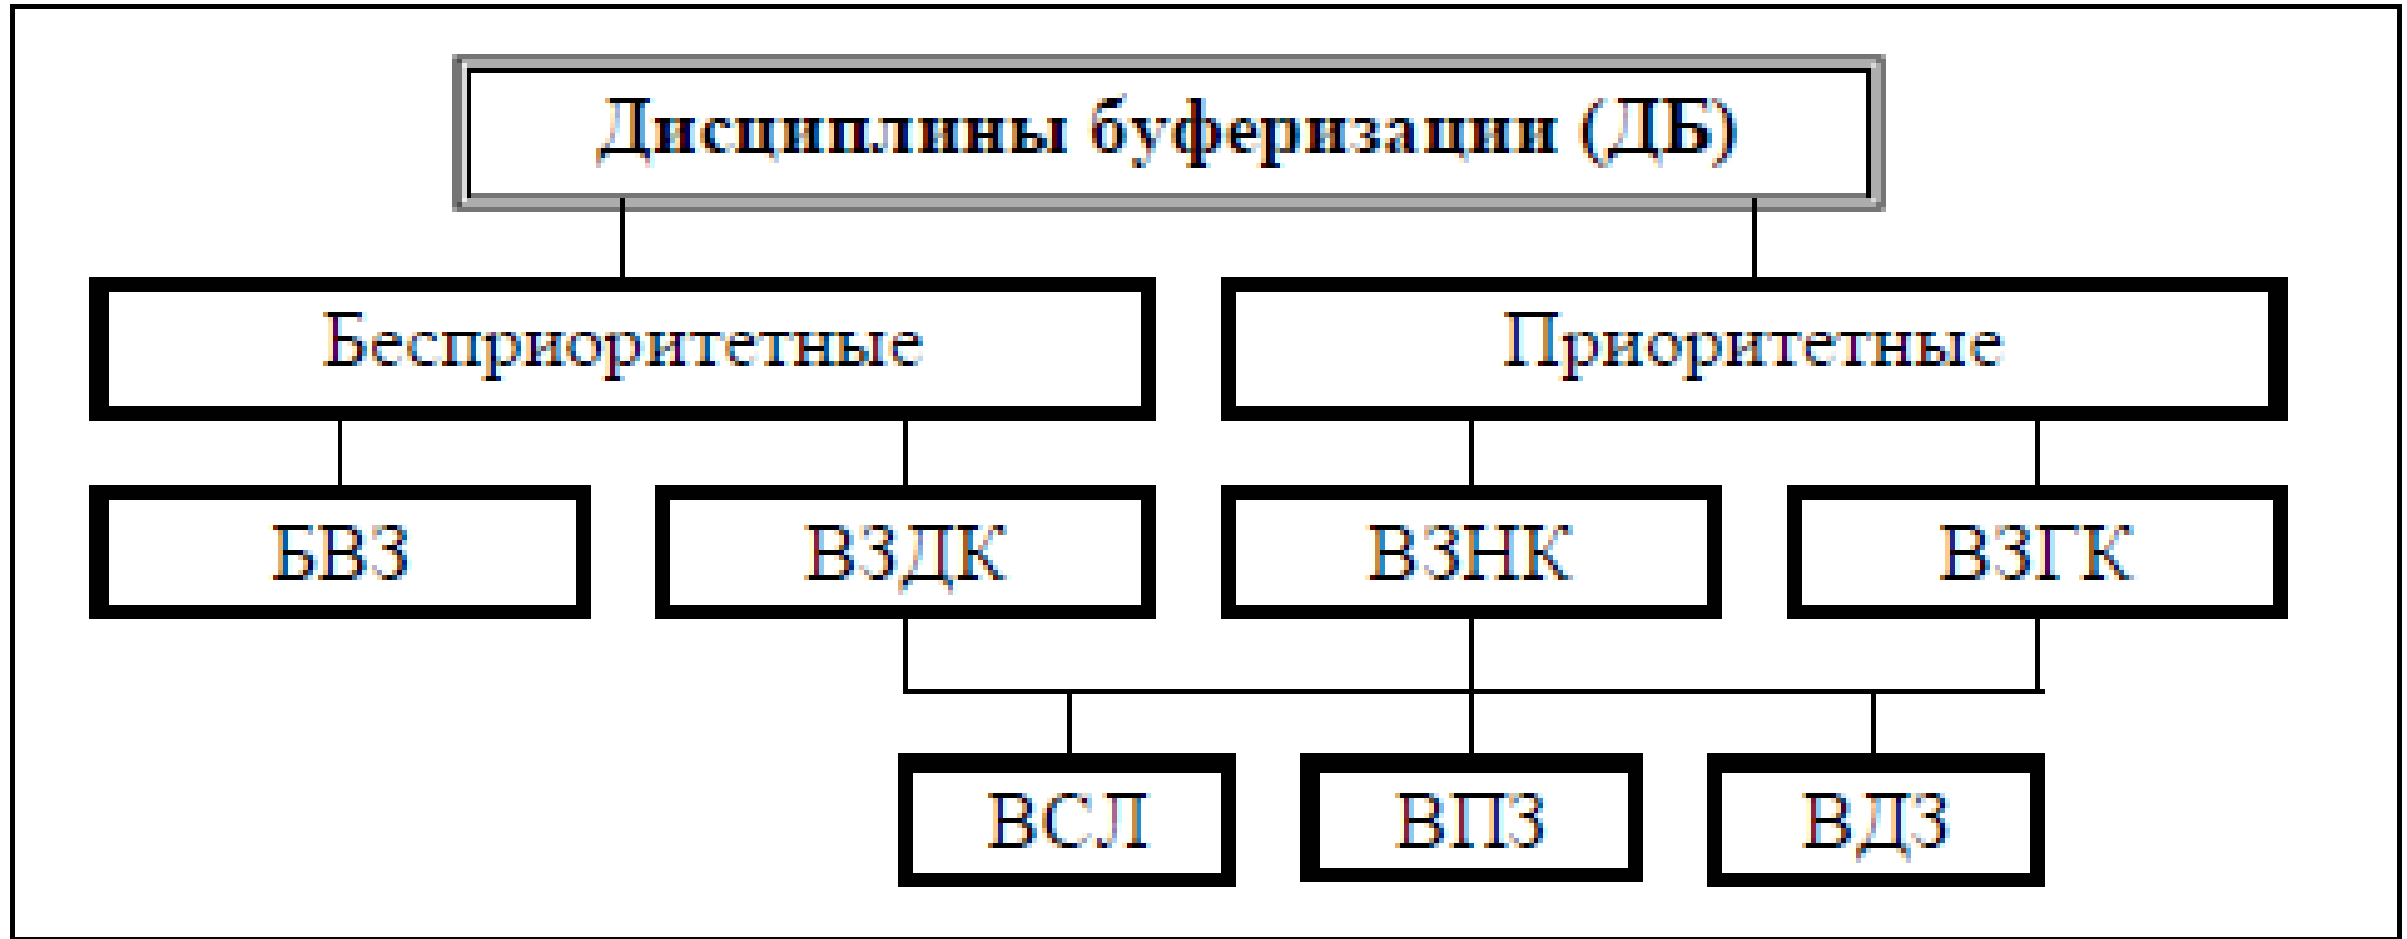 Дисциплины буферизации (ДБ)
Бесприоритетные
Приоритетные
БВЗ
ВЗДК
ВЗНК
ВЗГК
ВСЛ
ВПЗ
ВДЗ